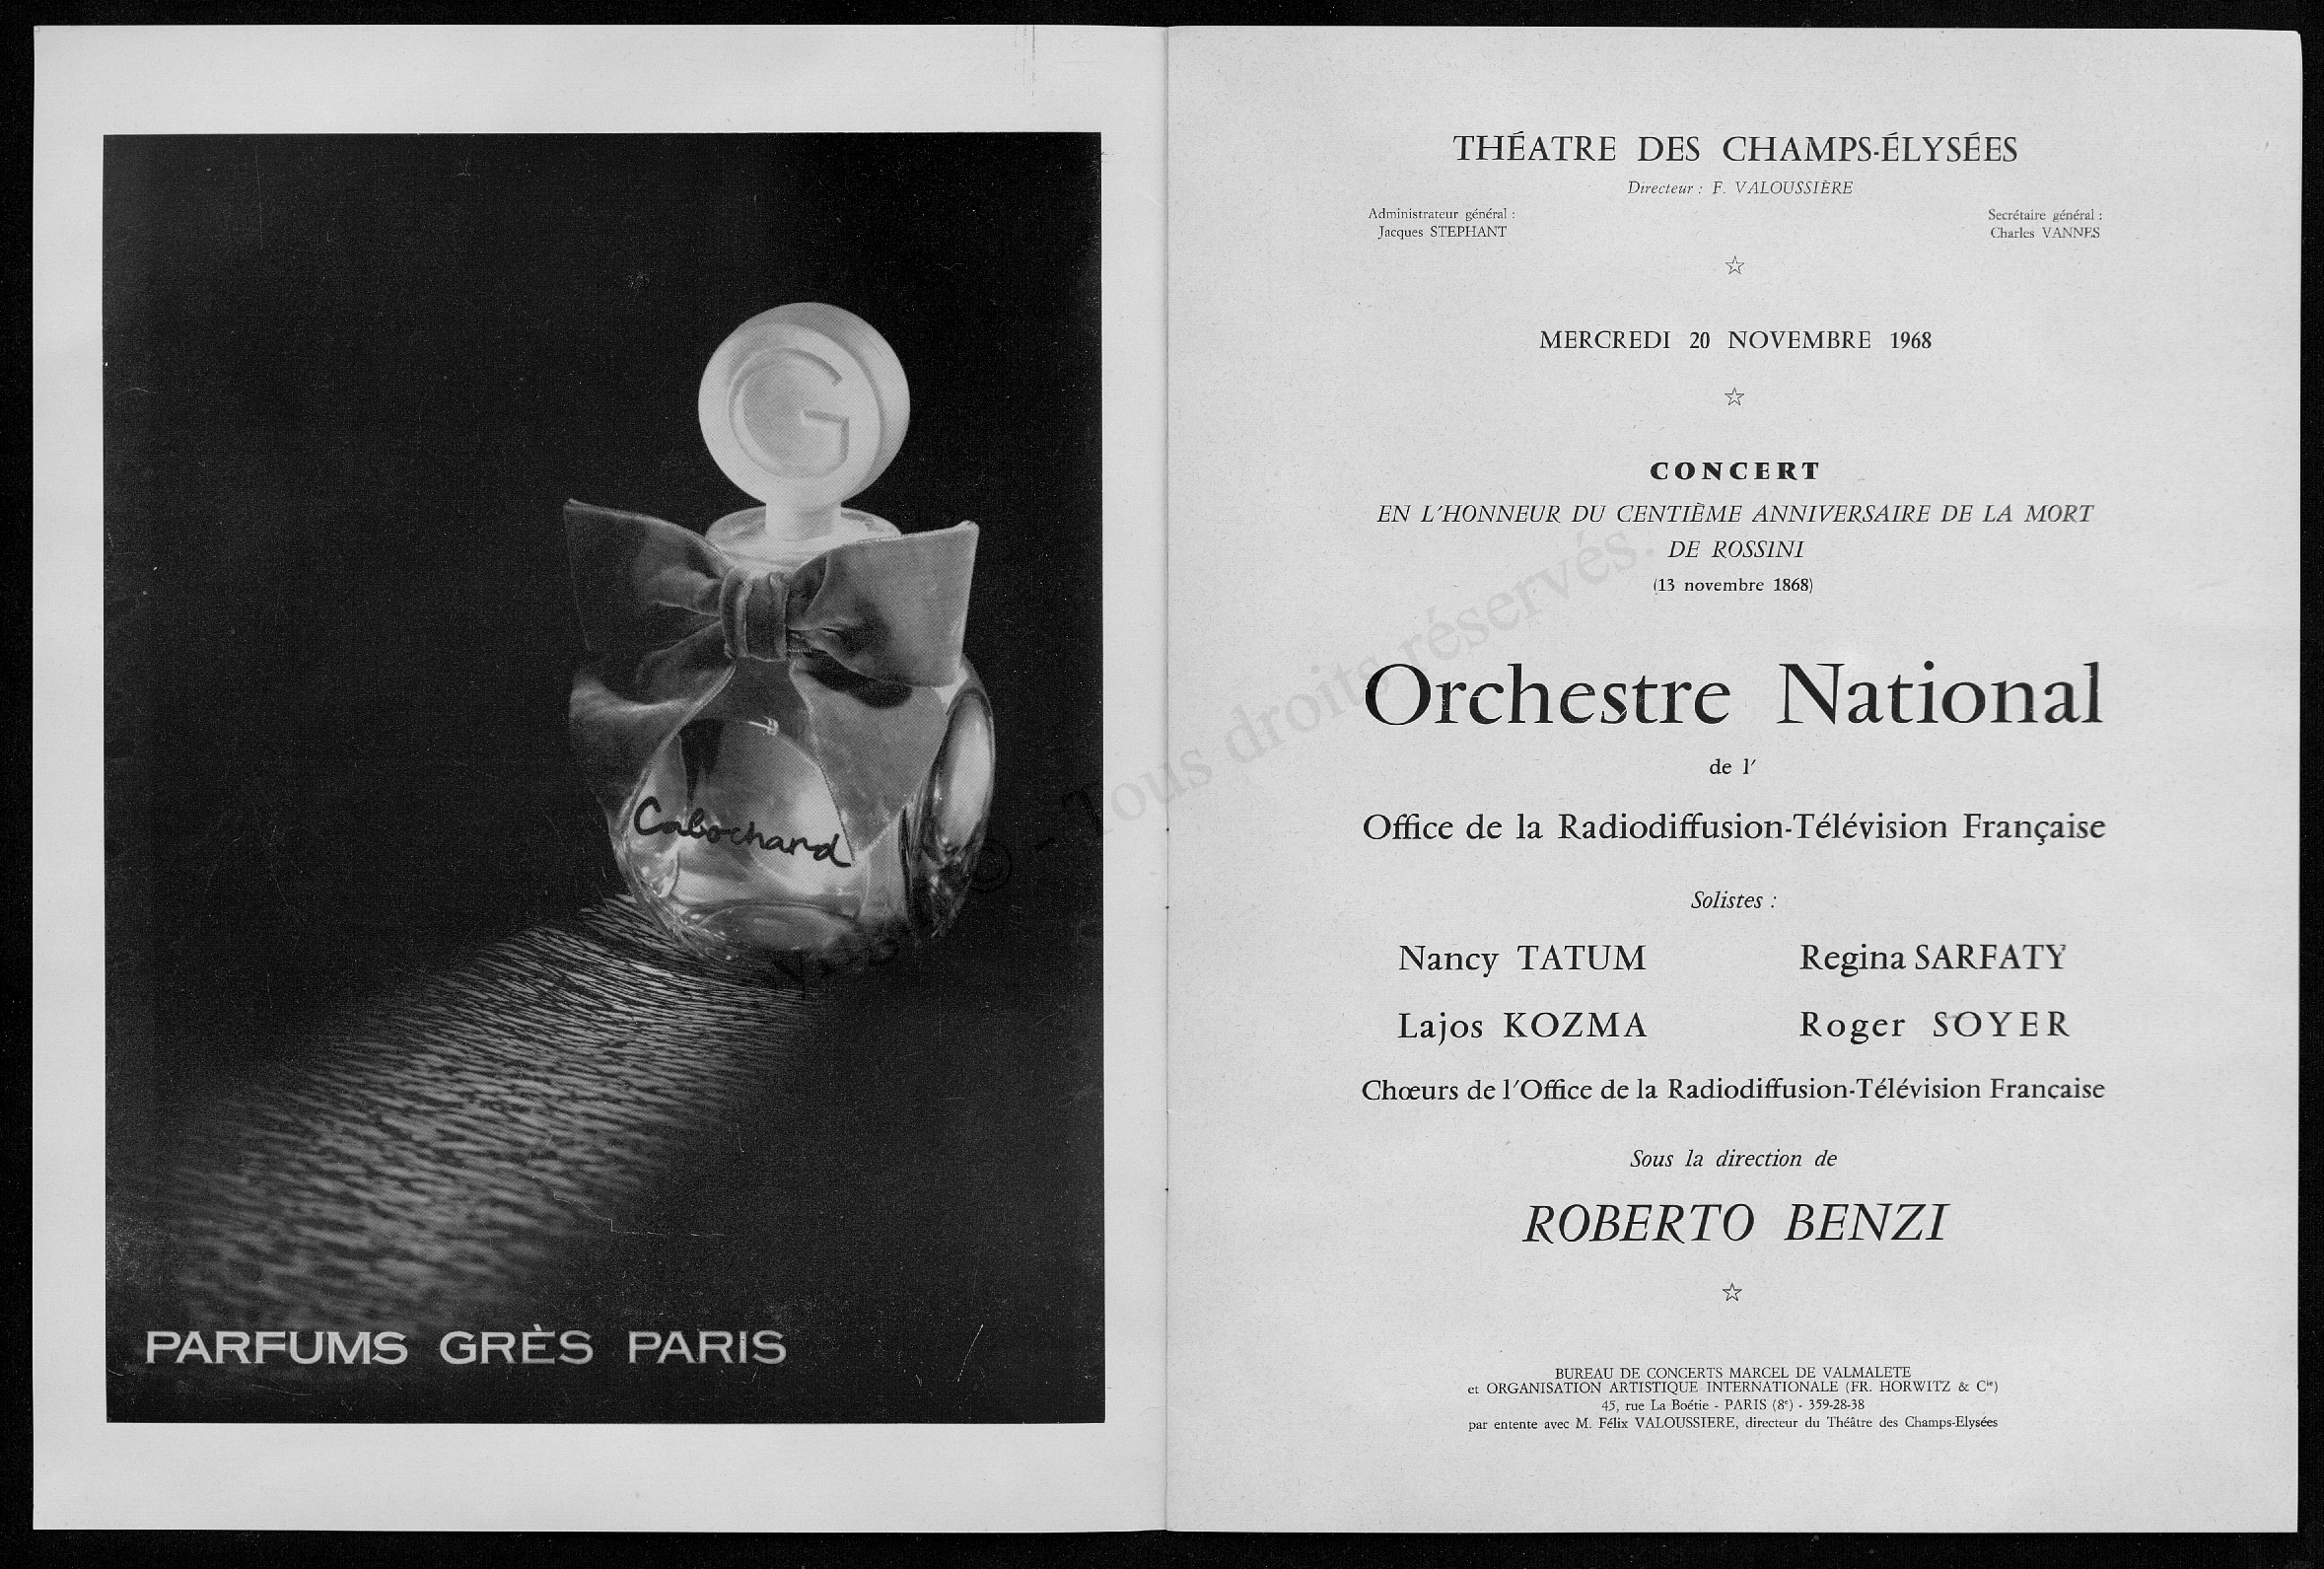 G
Cabochard
PARFUMS GRÈS PARIS
THÉATRE DES CHAMPS-ÉLYSÉES
Directeur : F. VALOUSSIÈRE
Administrateur général :
Jacques STEPHANT
Secrétaire général :
Charles VANNES
☆
MERCREDI 20 NOVEMBRE 1968
☆
CONCERT
EN L'HONNEUR DU CENTIÈME ANNIVERSAIRE DE LA MORT
DE ROSSINI
(13 novembre 1868)
Orchestre National
de l'
Office de la Radiodiffusion-Télévision Française
Solistes :
Nancy TATUM Regina SARFATY
Lajos KOZMA Roger SOYER
Chœurs de l'Office de la Radiodiffusion-Télévision Française
Sous la direction de
ROBERTO BENZI
☆
BUREAU DE CONCERTS MARCEL DE VALMALETE
et ORGANISATION ARTISTIQUE INTERNATIONALE (FR. HORWITZ & Cie)
45, rue La Boétie - PARIS (8e) - 359-28-38
par entente avec M. Félix VALOUSSIERE, directeur du Théâtre des Champs-Elysées
© - Tous droits réservés.